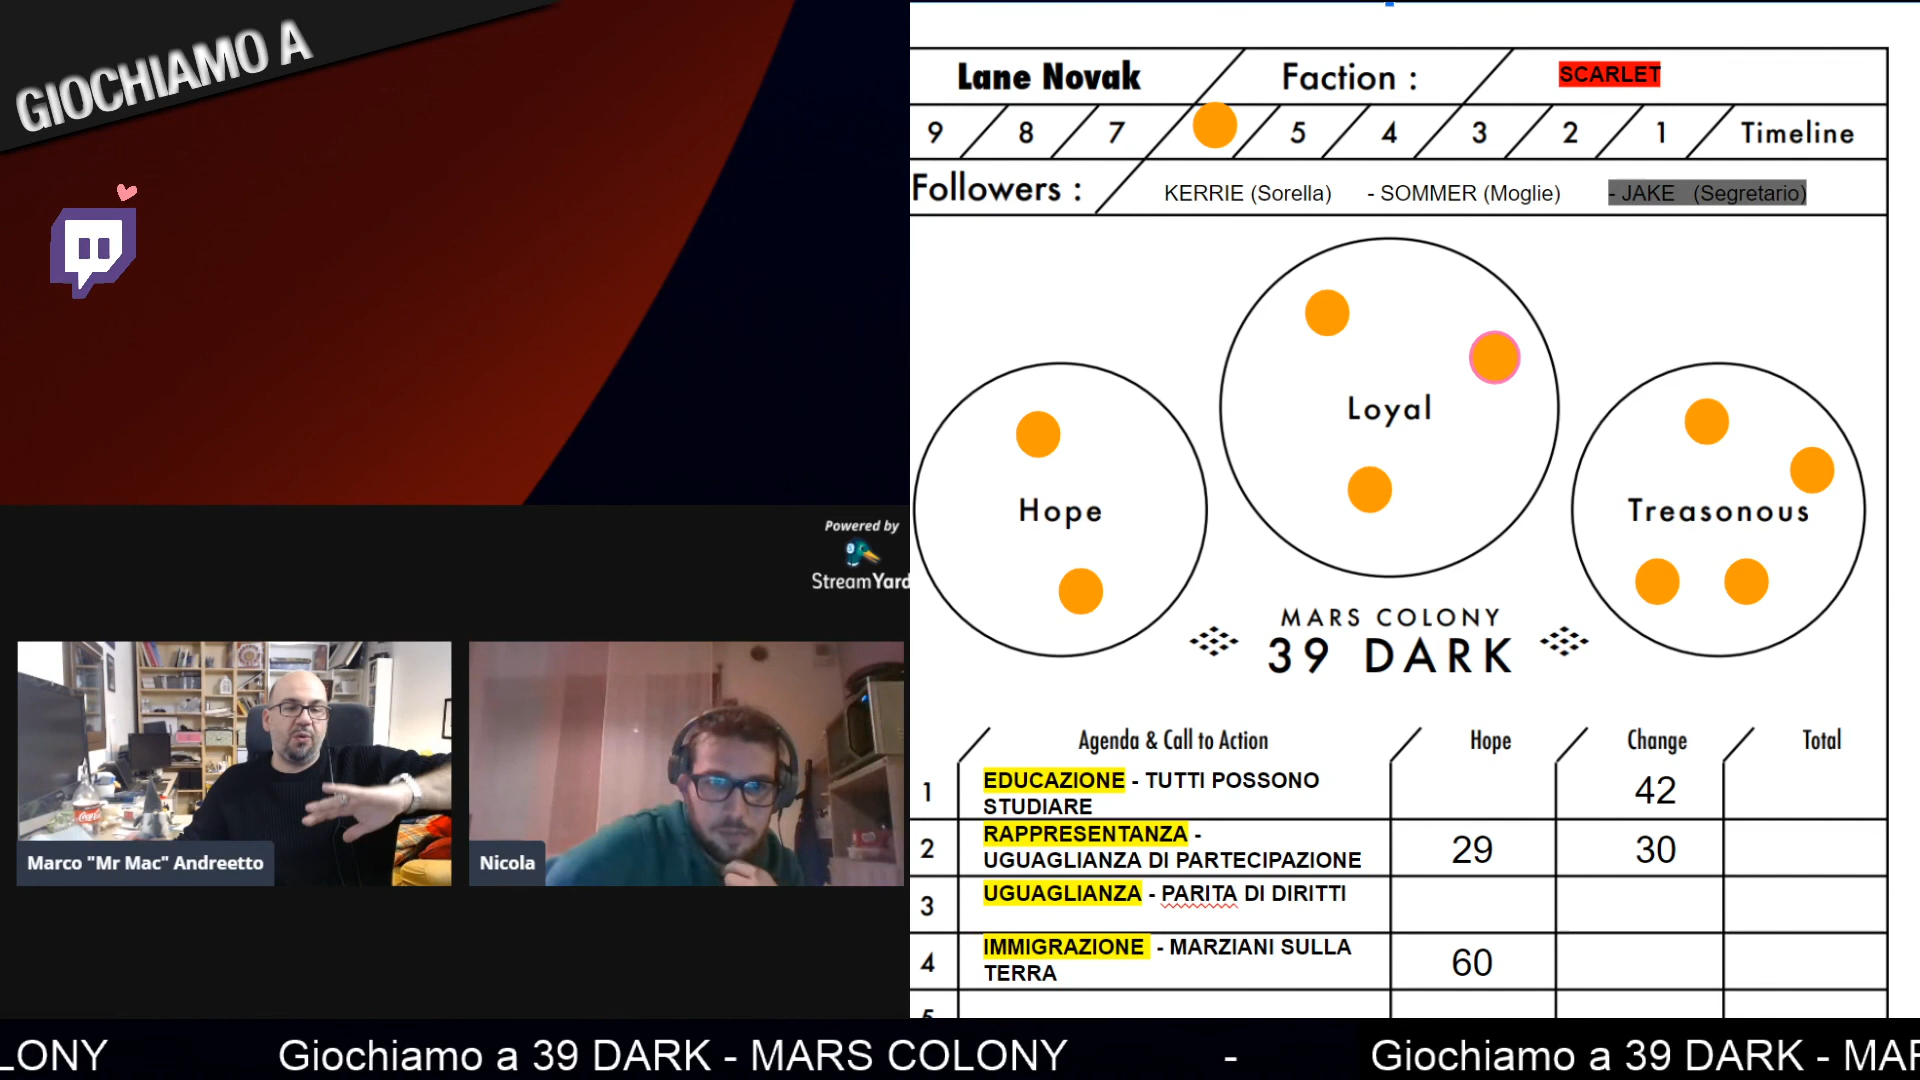 GIOCHIAMO A
Powered by
StreamYard
Marco "Mr Mac" Andreetto
Nicola
Lane Novak
Faction :
SCARLET
9 8 7 5 4 3 2 1 Timeline
Followers :
KERRIE (Sorella)
- SOMMER (Moglie)
- JAKE (Segretario)
Loyal
Hope
Treasonous
MARS COLONY
39 DARK
Agenda & Call to Action
Hope
Change
Total
1
EDUCAZIONE - TUTTI POSSONO
STUDIARE
42
2
RAPPRESENTANZA -
UGUAGLIANZA DI PARTECIPAZIONE
29
30
3
UGUAGLIANZA - PARITA DI DIRITTI
4
IMMIGRAZIONE - MARZIANI SULLA
TERRA
60
5
LONY
Giochiamo a 39 DARK - MARS COLONY
-
Giochiamo a 39 DARK - MAR